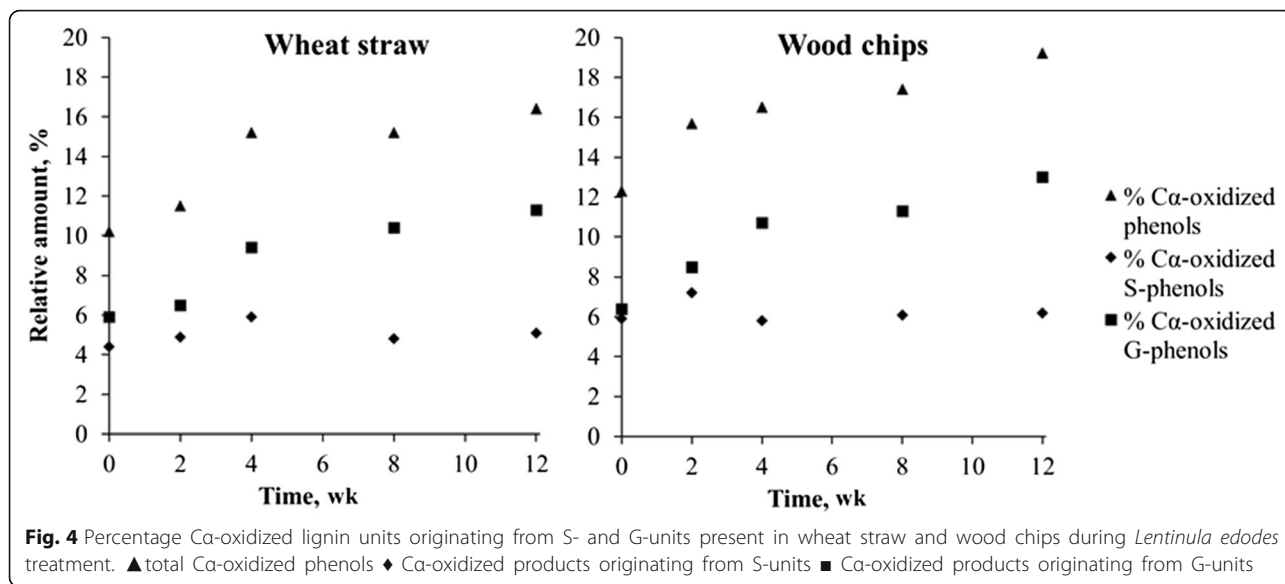 Wheat straw
Relative amount, %
20
18
16
14
12
10
8
6
4
2
0
0 2 4 6 8 10 12
Time, wk
Wood chips
20
18
16
14
12
10
8
6
4
2
0
0 2 4 6 8 10 12
Time, wk
▲ % Cα-oxidized
phenols
◆ % Cα-oxidized
S-phenols
■ % Cα-oxidized
G-phenols
Fig. 4 Percentage Cα-oxidized lignin units originating from S- and G-units present in wheat straw and wood chips during Lentinula edodes
treatment. ▲total Cα-oxidized phenols ♦ Cα-oxidized products originating from S-units ■ Cα-oxidized products originating from G-units